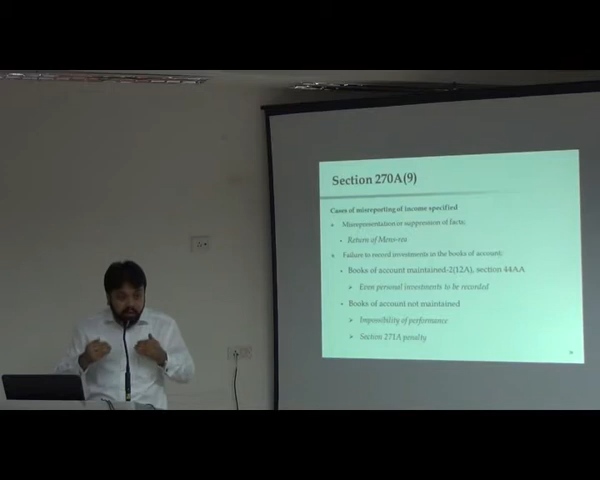 Section 270A(9)
Cases of misreporting of income specified
Misrepresentation or suppression of facts;
Return of Mens-rea
Failure to record investments in the books of account;
Books of account maintained-2(12A), section 44AA
Even personal investments to be recorded
Books of account not maintained
Impossibility of performance
Section 271A penalty